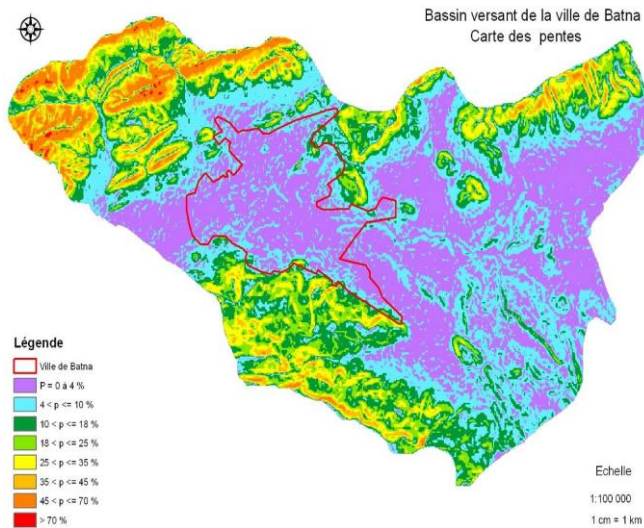 Bassin versant de la ville de Batna
Carte des pentes
Légende
Ville de Batna
P = 0 à 4 %
4 < p <= 10 %
10 < p <= 18 %
18 < p <= 25 %
25 < p <= 35 %
35 < p <= 45 %
45 < p <= 70 %
> 70 %
Echelle
1:100 000
1 cm = 1 km